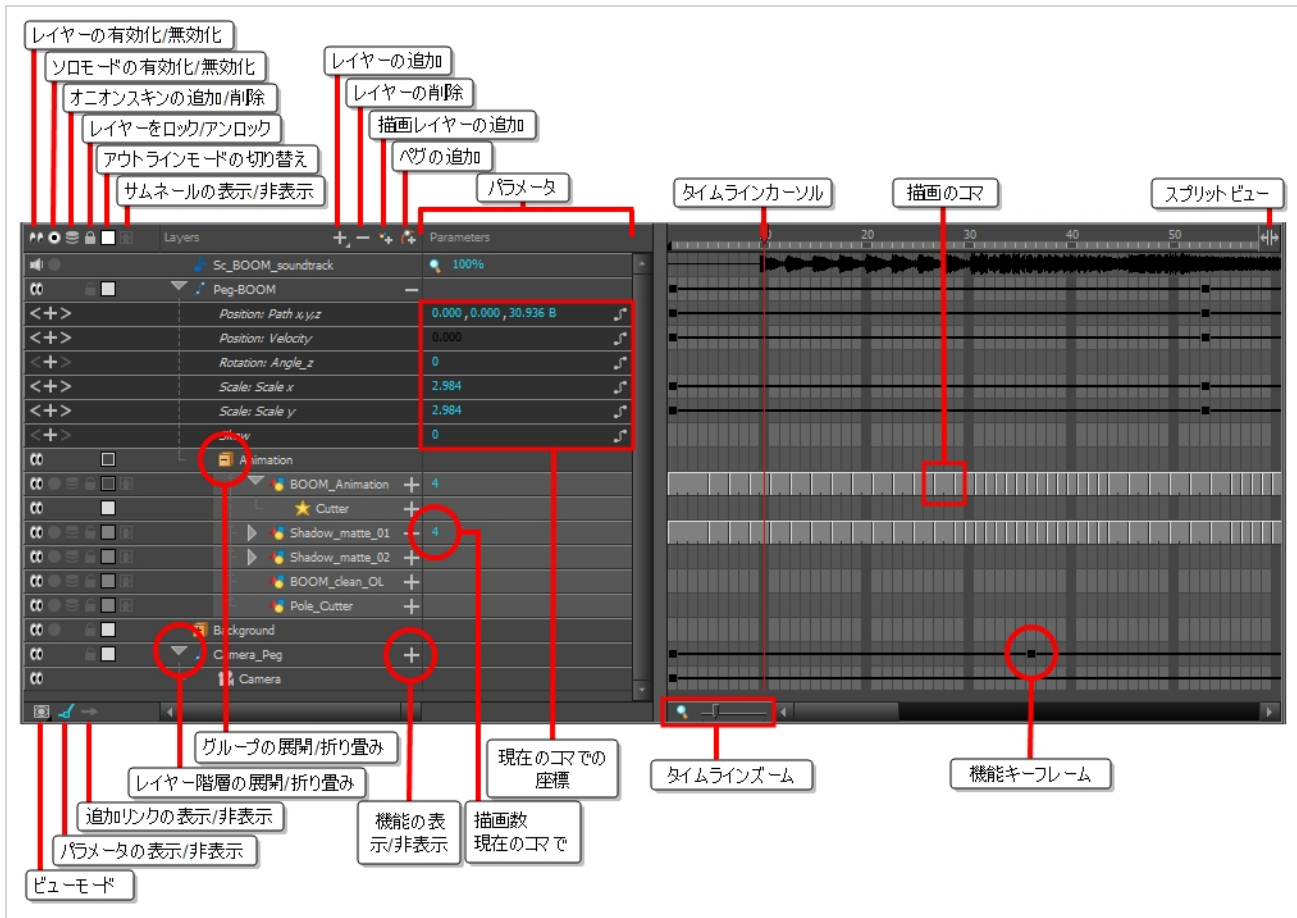 レイヤーの有効化/無効化
ソロモードの有効化/無効化
オニオンスキンの追加/削除
レイヤーをロック/アンロック
アウトラインモードの切り替え
サムネールの表示/非表示
レイヤーの追加
レイヤーの削除
描画レイヤーの追加
ペグの追加
パラメータ
タイムラインカーソル
描画のコマ
スプリットビュー
Layers
Parameters
20
30
40
50
Sc_BOOM_soundtrack
100%
Peg-BOOM
Position: Path x,y,z
0.000 , 0.000 , 30.936 B
Position: Velocity
0.000
Rotation: Angle_z
0
Scale: Scale x
2.984
Scale: Scale y
2.984
Skew
0
Animation
BOOM_Animation
4
Cutter
Shadow_matte_01
4
Shadow_matte_02
BOOM_clean_OL
Pole_Cutter
Background
Camera_Peg
Camera
グループの展開/折り畳み
レイヤー階層の展開/折り畳み
追加リンクの表示/非表示
パラメータの表示/非表示
ビューモード
機能の表
示/非表示
現在のコマでの
座標
描画数
現在のコマで
タイムラインズーム
機能キーフレーム